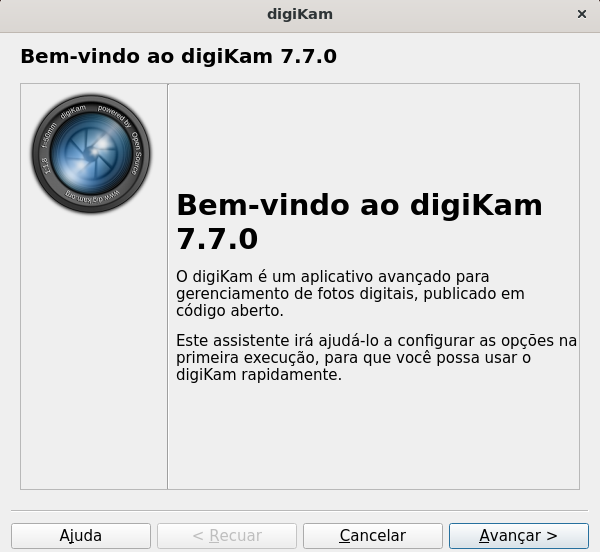 digiKam
×
Bem-vindo ao digiKam 7.7.0
digiKam powered by Open Source
f=50mm
f:1,8
www.digikam.org
Bem-vindo ao digiKam
7.7.0
O digiKam é um aplicativo avançado para
gerenciamento de fotos digitais, publicado em
código aberto.
Este assistente irá ajudá-lo a configurar as opções na
primeira execução, para que você possa usar o
digiKam rapidamente.
Ajuda
< Recuar
Cancelar
Avançar >